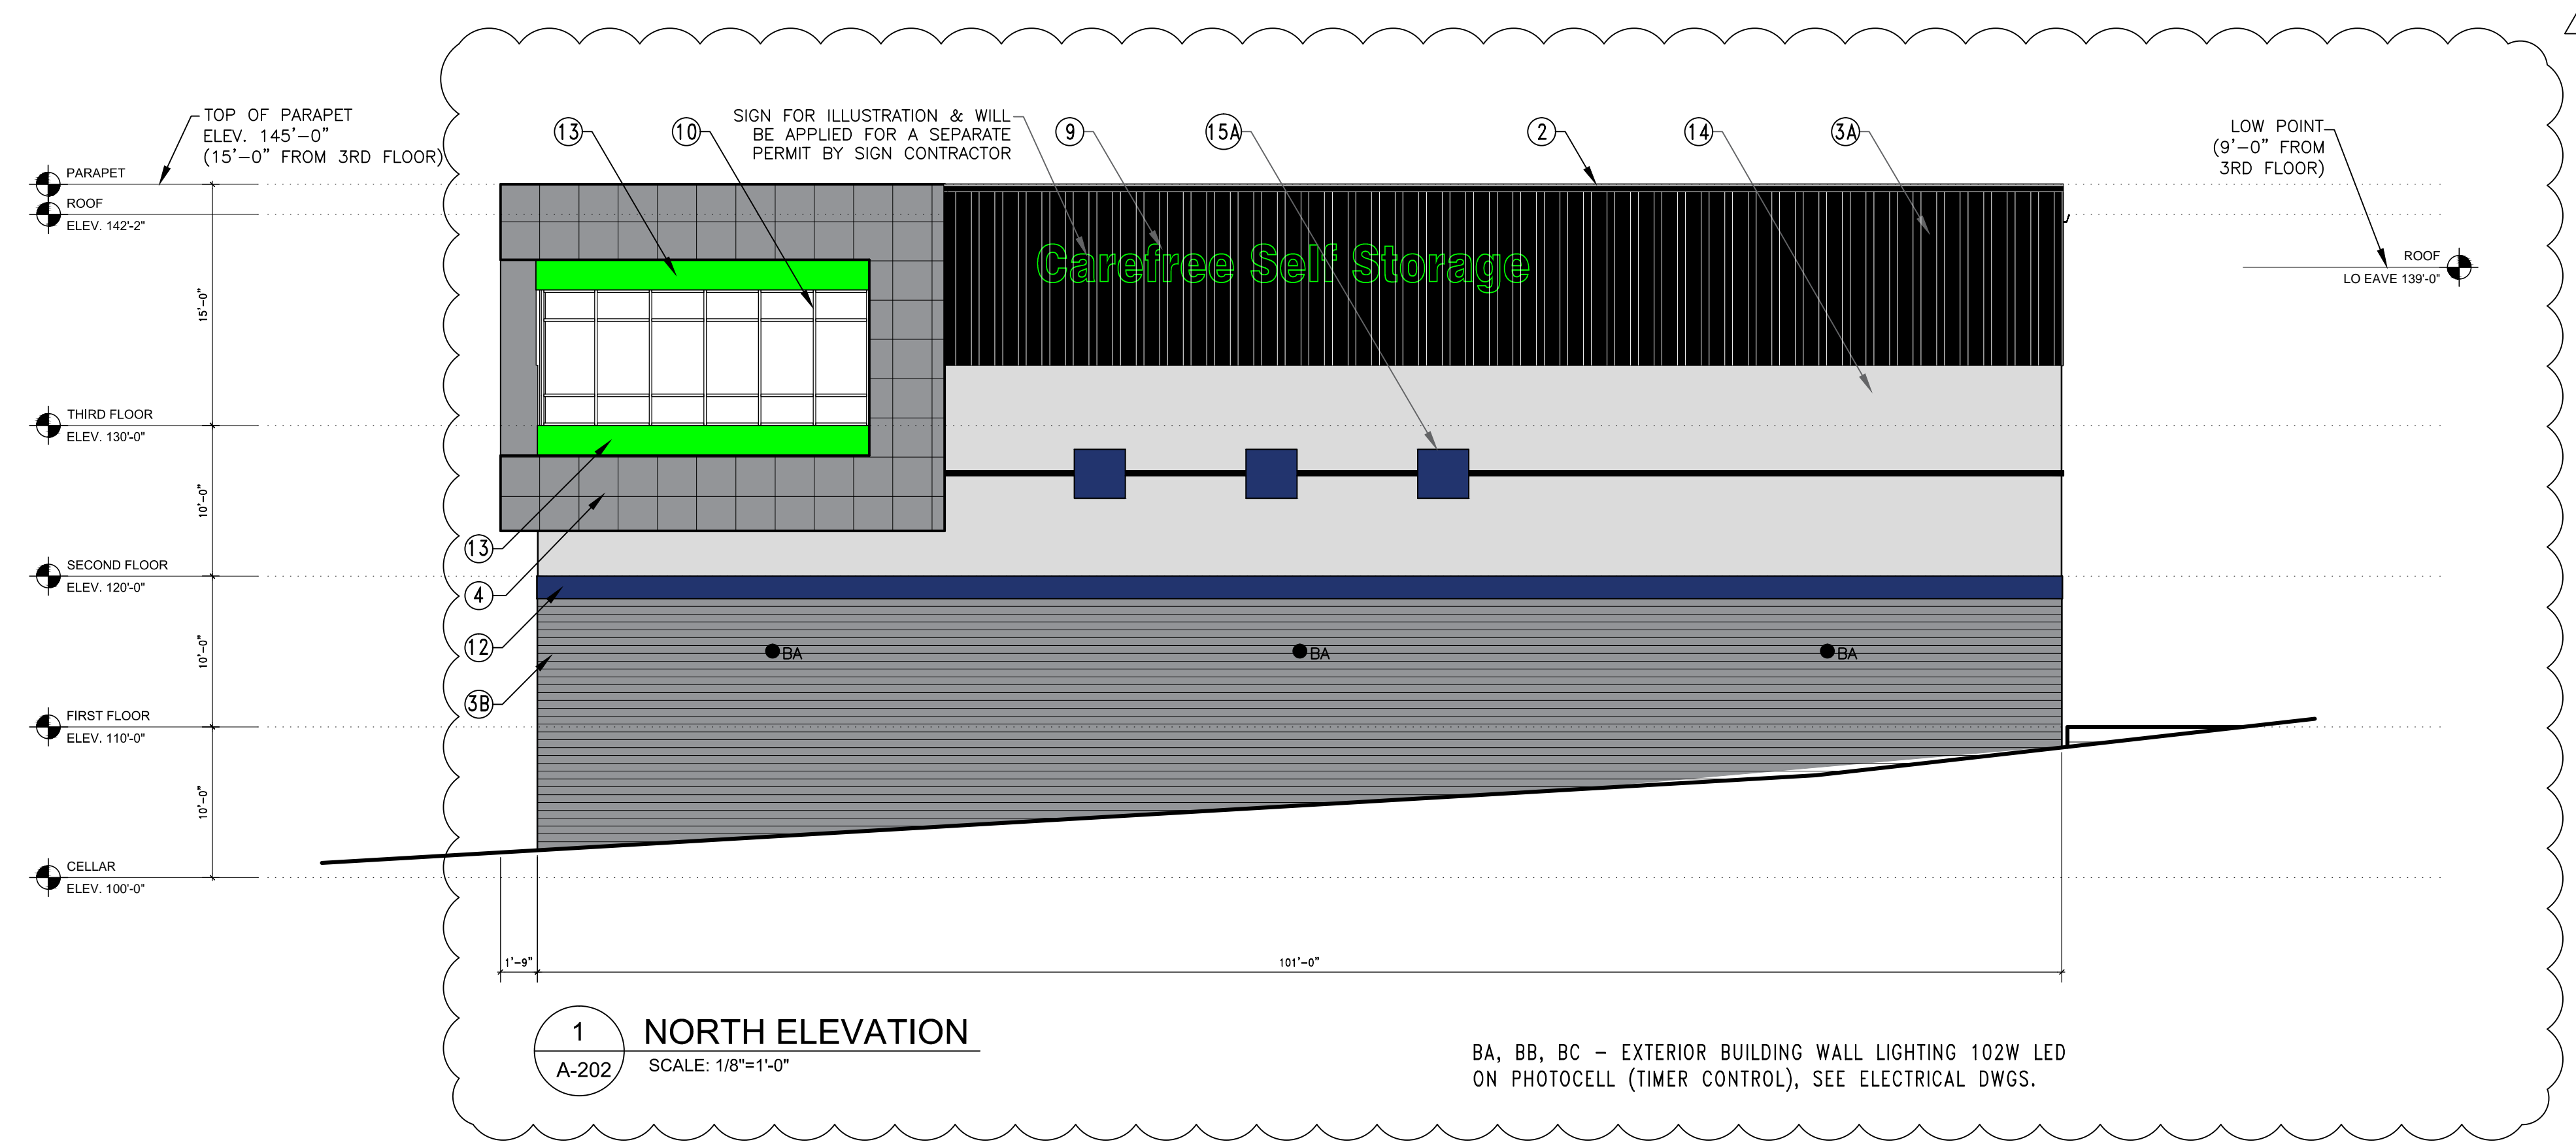 TOP OF PARAPET
ELEV. 145'-0"
(15'-0" FROM 3RD FLOOR)
13
10
SIGN FOR ILLUSTRATION & WILL
BE APPLIED FOR A SEPARATE
PERMIT BY SIGN CONTRACTOR
9
15A
2
14
3A
LOW POINT
(9'-0" FROM
3RD FLOOR)
PARAPET
ROOF
ELEV. 142'-2"
ROOF
LO EAVE 139'-0"
Carefree Self Storage
15'-0"
THIRD FLOOR
ELEV. 130'-0"
10'-0"
13
SECOND FLOOR
ELEV. 120'-0"
4
12
10'-0"
BA
BA
BA
3B
FIRST FLOOR
ELEV. 110'-0"
10'-0"
CELLAR
ELEV. 100'-0"
1'-9"
101'-0"
1
A-202
NORTH ELEVATION
SCALE: 1/8"=1'-0"
BA, BB, BC - EXTERIOR BUILDING WALL LIGHTING 102W LED
ON PHOTOCELL (TIMER CONTROL), SEE ELECTRICAL DWGS.